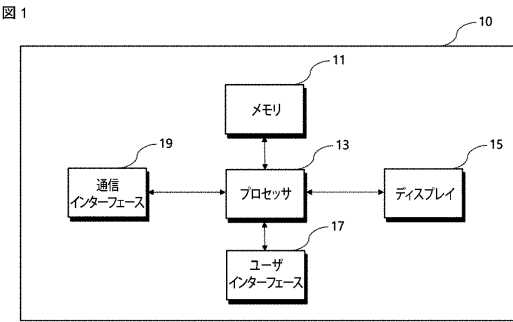 図1
10
11
メモリ
19
13
15
通信
インターフェース
プロセッサ
ディスプレイ
17
ユーザ
インターフェース